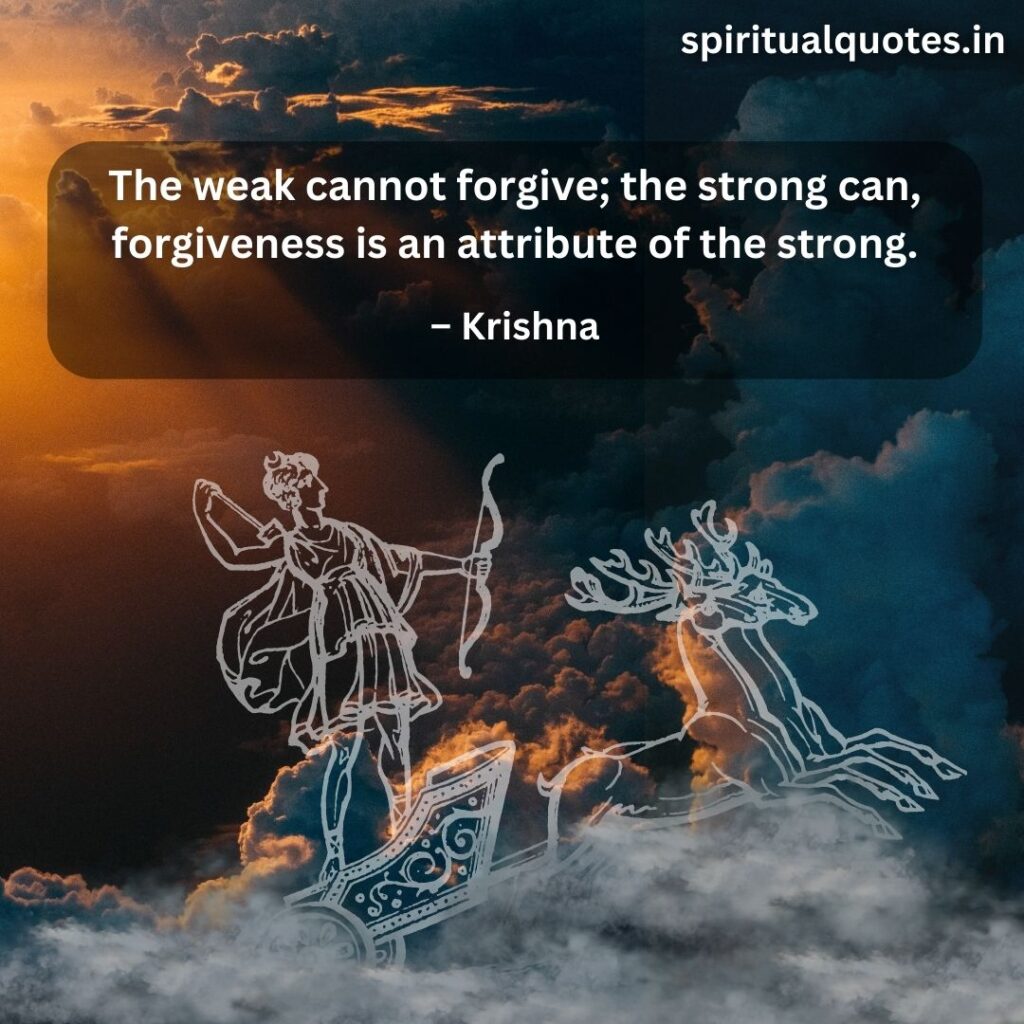 spiritualquotes.in
The weak cannot forgive; the strong can,
forgiveness is an attribute of the strong.
– Krishna